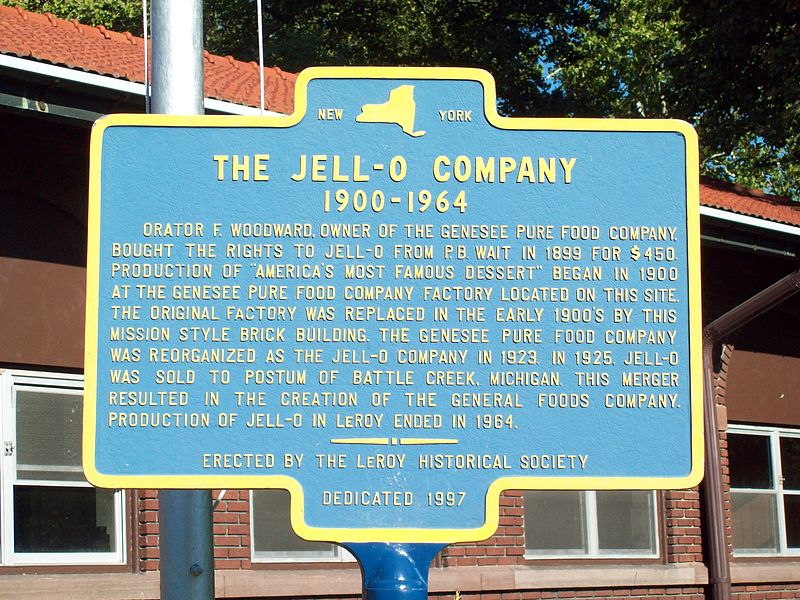 NEW YORK
THE JELL-O COMPANY
1900-1964
ORATOR F. WOODWARD, OWNER OF THE GENESEE PURE FOOD COMPANY,
BOUGHT THE RIGHTS TO JELL-O FROM P.B. WAIT IN 1899 FOR $450.
PRODUCTION OF "AMERICA'S MOST FAMOUS DESSERT" BEGAN IN 1900
AT THE GENESEE PURE FOOD COMPANY FACTORY LOCATED ON THIS SITE.
THE ORIGINAL FACTORY WAS REPLACED IN THE EARLY 1900'S BY THIS
MISSION STYLE BRICK BUILDING. THE GENESEE PURE FOOD COMPANY
WAS REORGANIZED AS THE JELL-O COMPANY IN 1923. IN 1925, JELL-O
WAS SOLD TO POSTUM OF BATTLE CREEK, MICHIGAN. THIS MERGER
RESULTED IN THE CREATION OF THE GENERAL FOODS COMPANY.
PRODUCTION OF JELL-O IN LEROY ENDED IN 1964.
ERECTED BY THE LEROY HISTORICAL SOCIETY
DEDICATED 1997